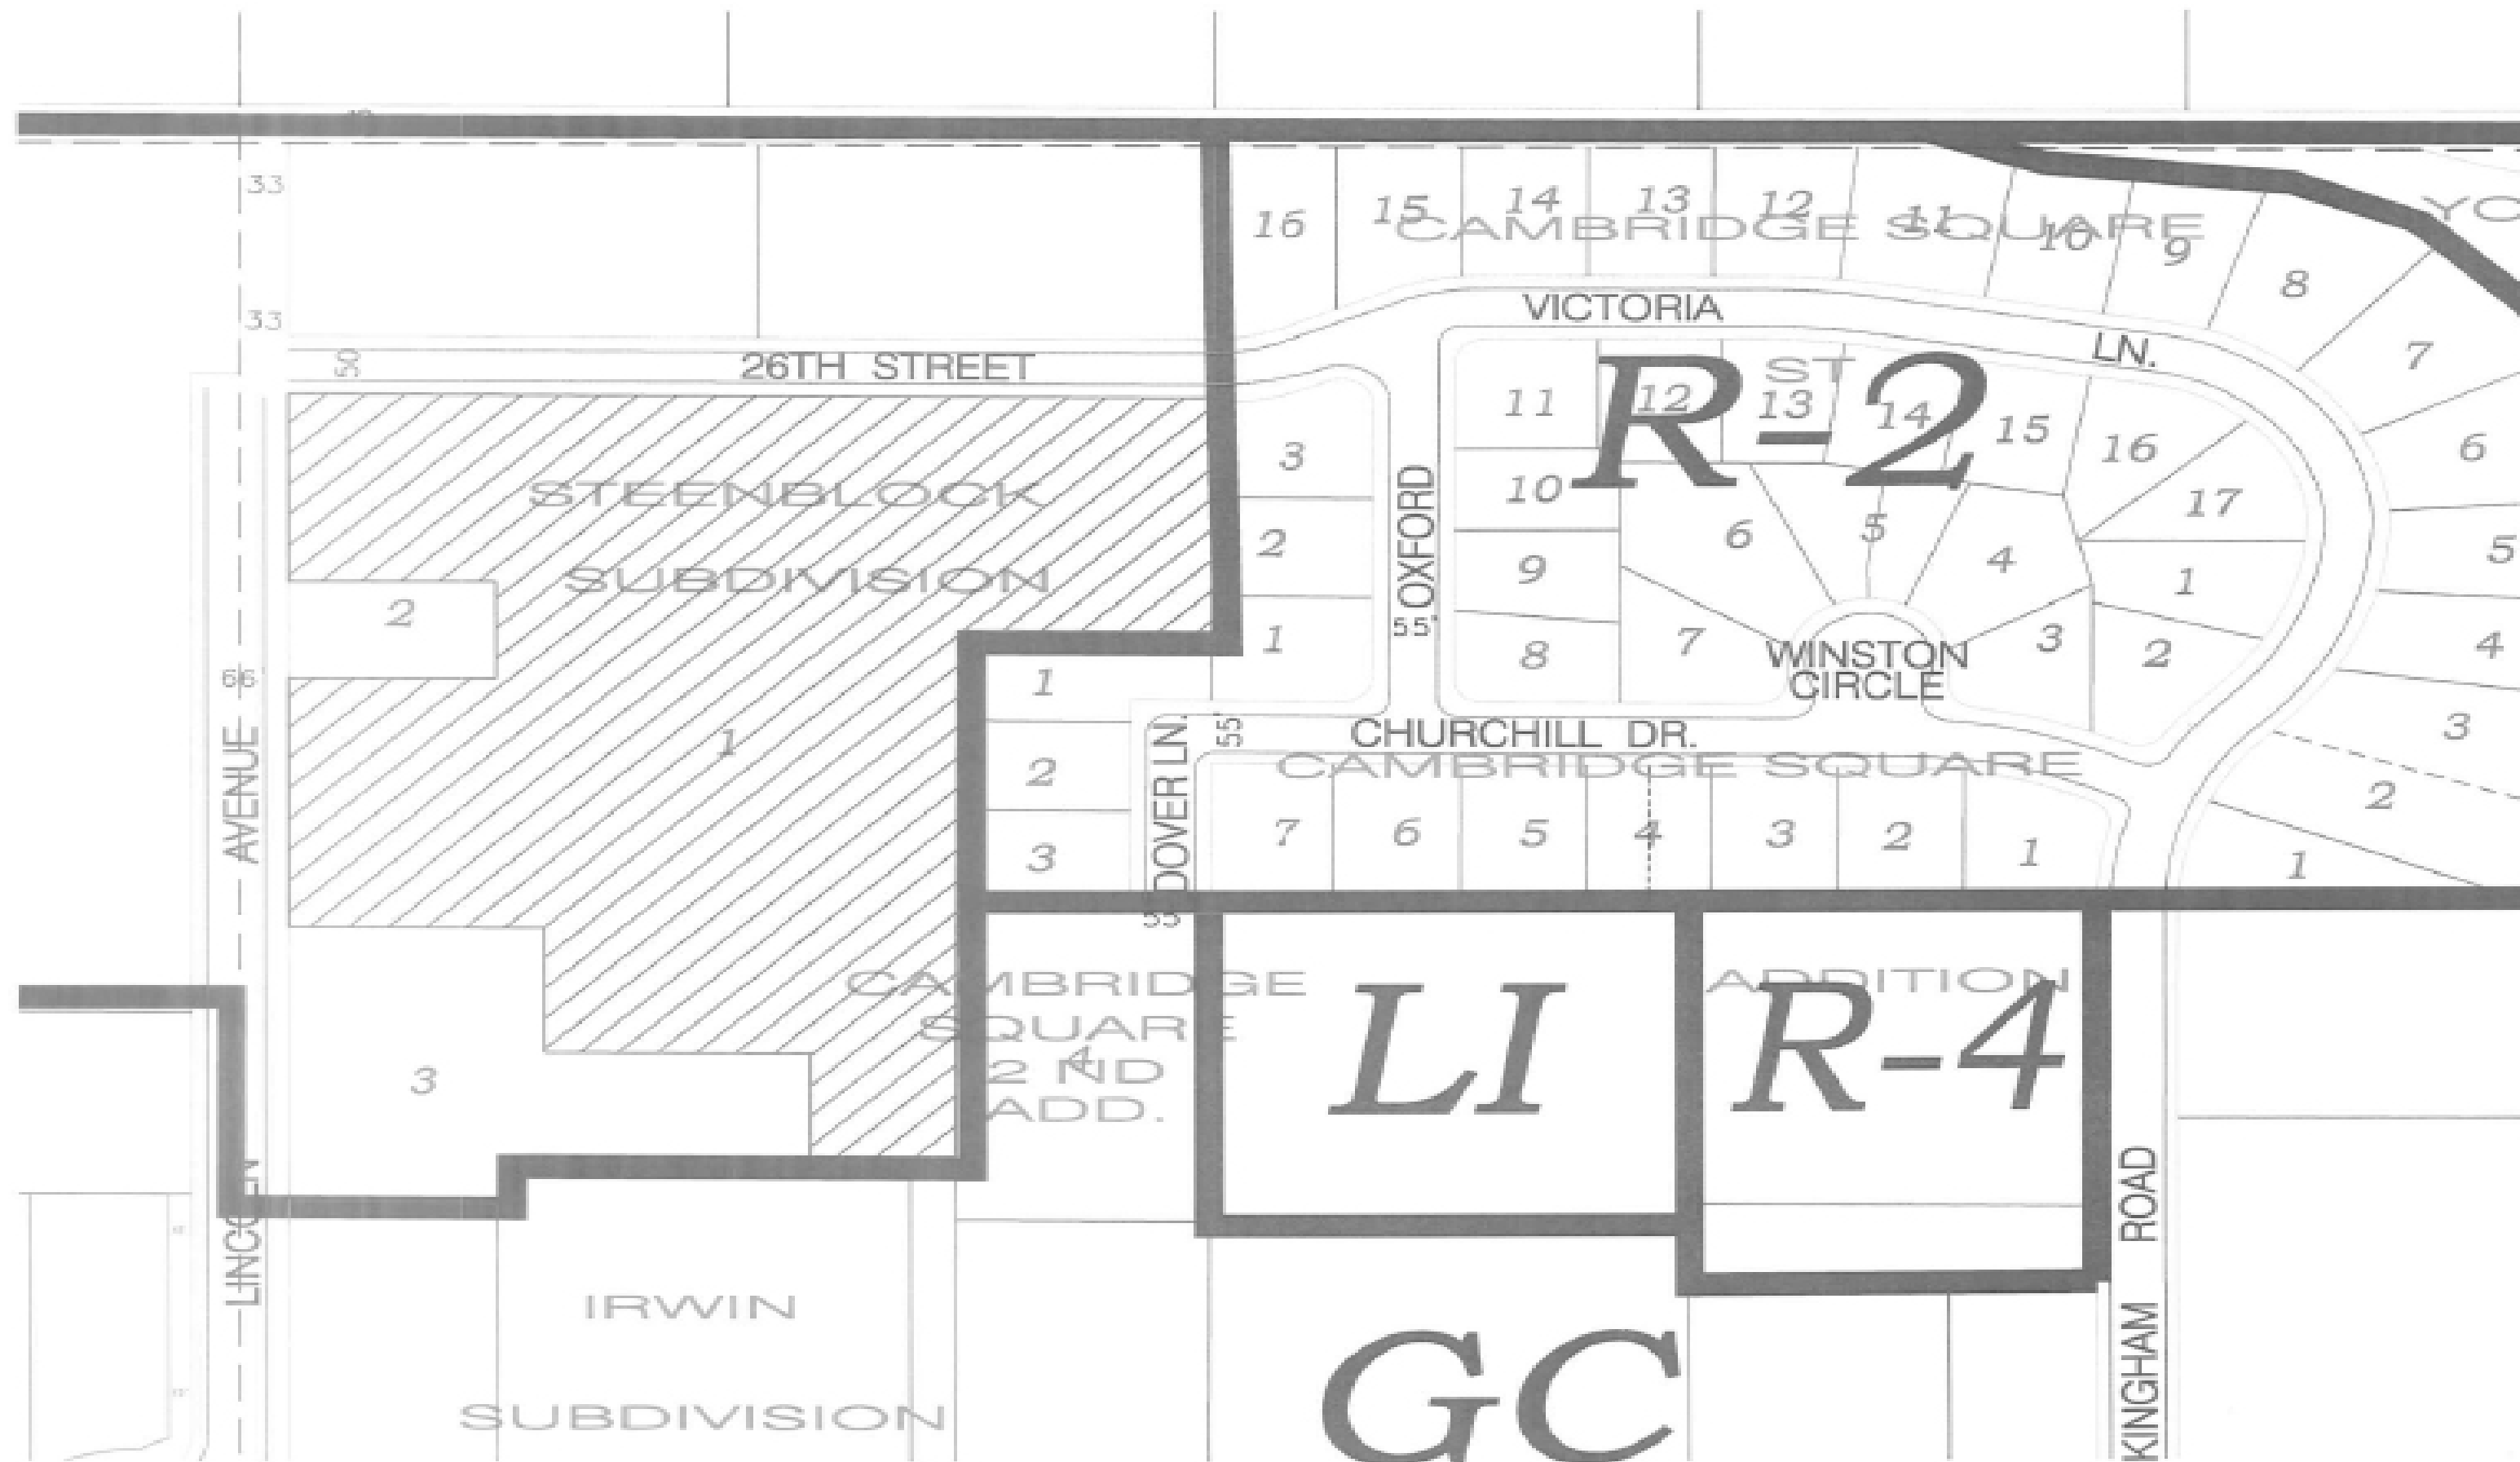 33
33
50
26TH STREET
16
15
14
13
12
11
10
9
8
7
6
5
4
3
2
1
CAMBRIDGE SQUARE
YO
VICTORIA
LN.
R-2
ST
11
12
13
14
15
16
17
10
9
8
7
6
5
4
3
1
2
3
2
1
OXFORD
55'
WINSTON
CIRCLE
STEENBLOCK
SUBDIVISION
2
1
3
66
AVENUE
LINCOLN
1
2
3
DOVER LN.
55'
55'
CHURCHILL DR.
CAMBRIDGE SQUARE
7
6
5
4
3
2
1
CAMBRIDGE
SQUARE
2 ND
ADD.
4
LI
ADDITION
R-4
IRWIN
SUBDIVISION
GC
KINGHAM ROAD